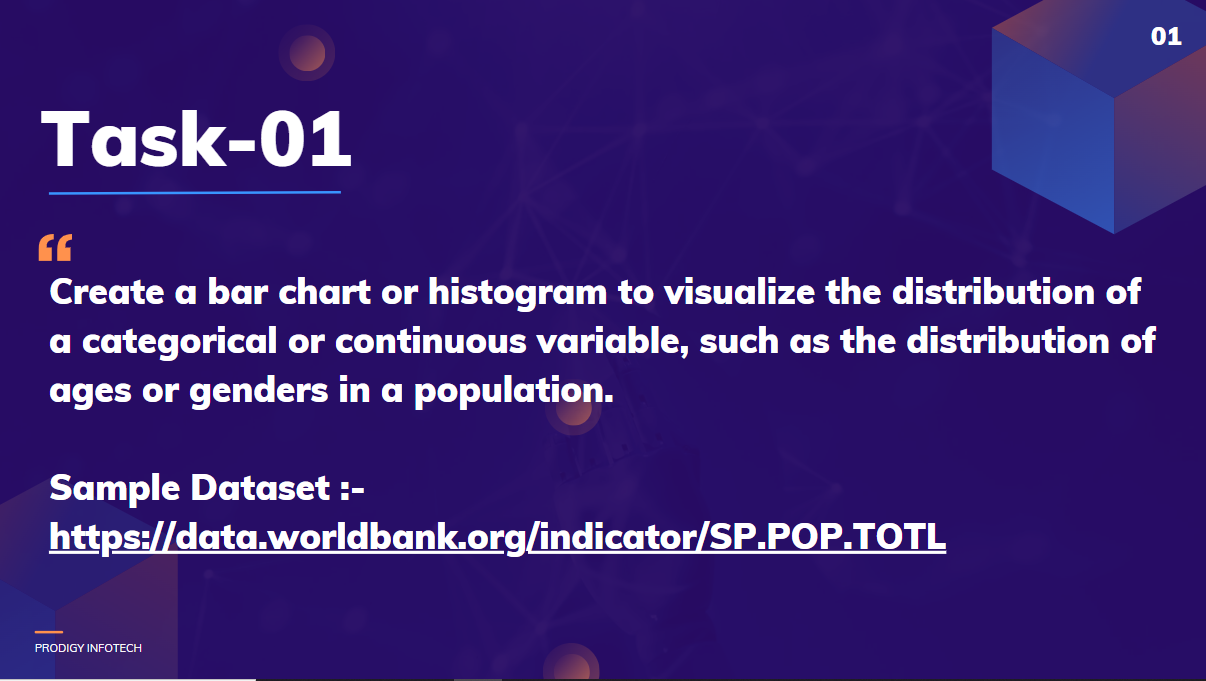 01
Task-01
“
Create a bar chart or histogram to visualize the distribution of
a categorical or continuous variable, such as the distribution of
ages or genders in a population.
Sample Dataset :-
https://data.worldbank.org/indicator/SP.POP.TOTL
PRODIGY INFOTECH